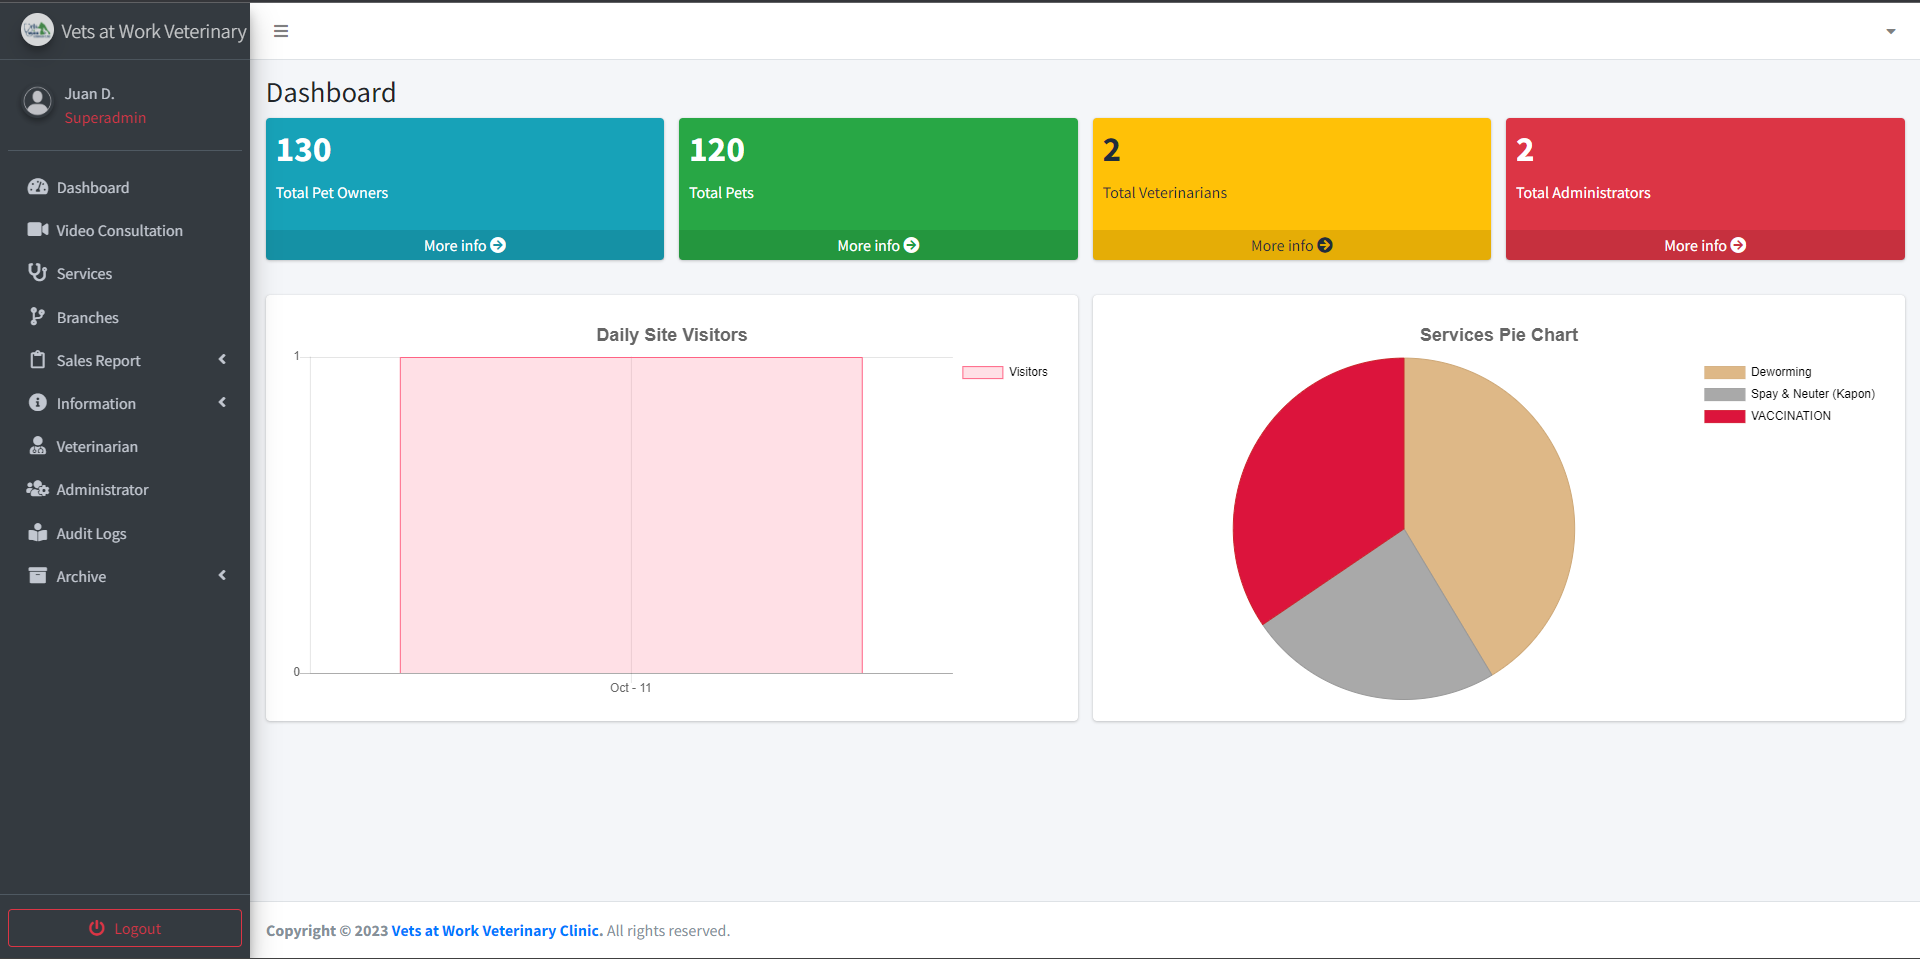 Vets at Work Veterinary
Juan D.
Superadmin
Dashboard
Video Consultation
Services
Branches
Sales Report
Information
Veterinarian
Administrator
Audit Logs
Archive
Logout
Dashboard
130
Total Pet Owners
More info
120
Total Pets
More info
2
Total Veterinarians
More info
2
Total Administrators
More info
Daily Site Visitors
1
Visitors
0
Oct - 11
Services Pie Chart
Deworming
Spay & Neuter (Kapon)
VACCINATION
Copyright © 2023 Vets at Work Veterinary Clinic. All rights reserved.